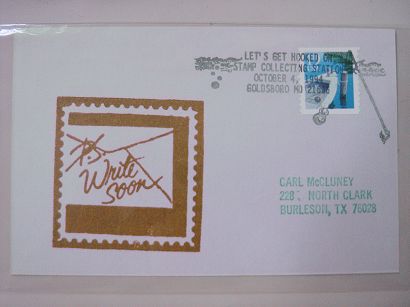 LET'S GET HOOKED ON
STAMP COLLECTING STATION
OCTOBER 4, 1991
GOLDSBORO MD 21636
P.S.
Write
Soon
CARL McCLUNEY
NORTH CLARK
BURLESON, TX 76028